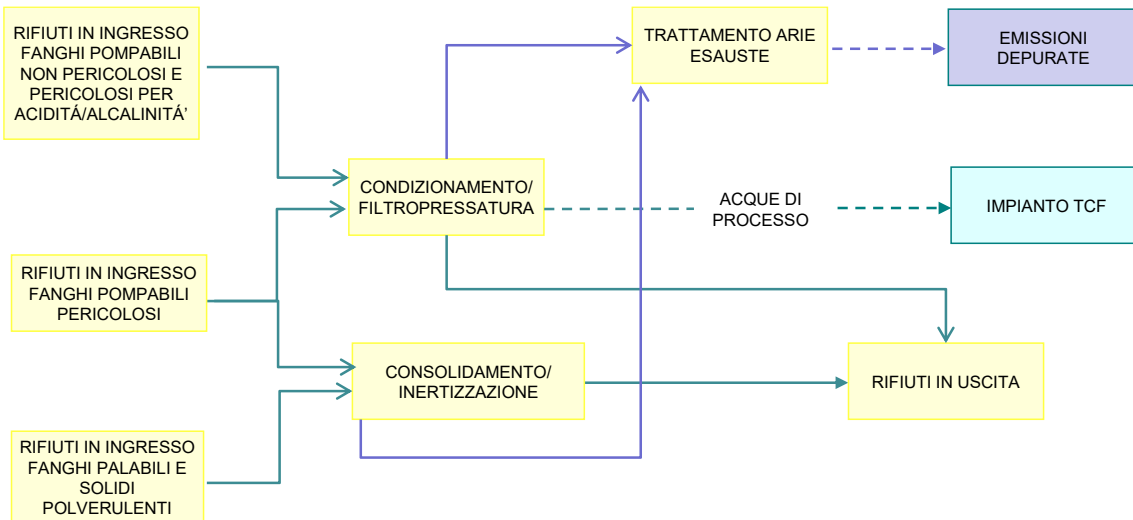 RIFIUTI IN INGRESSO
FANGHI POMPABILI
NON PERICOLOSI E
PERICOLOSI PER
ACIDITÁ/ALCALINITÁ’
TRATTAMENTO ARIE
ESAUSTE
EMISSIONI
DEPURATE
CONDIZIONAMENTO/
FILTROPRESSATURA
ACQUE DI
PROCESSO
IMPIANTO TCF
RIFIUTI IN INGRESSO
FANGHI POMPABILI
PERICOLOSI
CONSOLIDAMENTO/
INERTIZZAZIONE
RIFIUTI IN USCITA
RIFIUTI IN INGRESSO
FANGHI PALABILI E
SOLIDI
POLVERULENTI